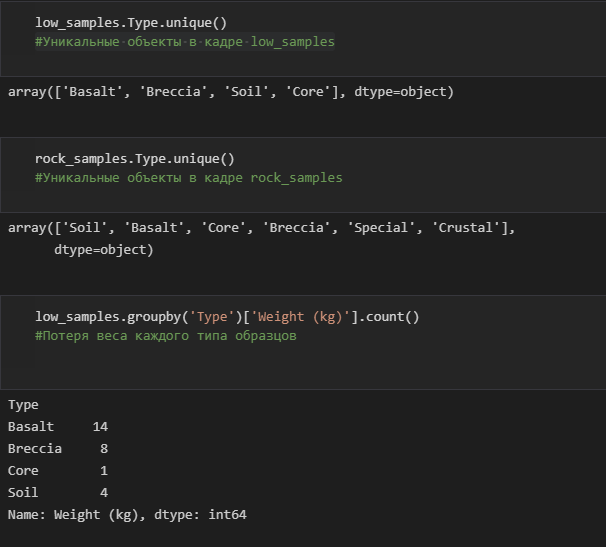 low_samples.Type.unique()
#Уникальные объекты в кадре low_samples
array(['Basalt', 'Breccia', 'Soil', 'Core'], dtype=object)
rock_samples.Type.unique()
#Уникальные объекты в кадре rock_samples
array(['Soil', 'Basalt', 'Core', 'Breccia', 'Special', 'Crustal'],
      dtype=object)
low_samples.groupby('Type')['Weight (kg)'].count()
#Потеря веса каждого типа образцов
Type
Basalt     14
Breccia     8
Core        1
Soil        4
Name: Weight (kg), dtype: int64